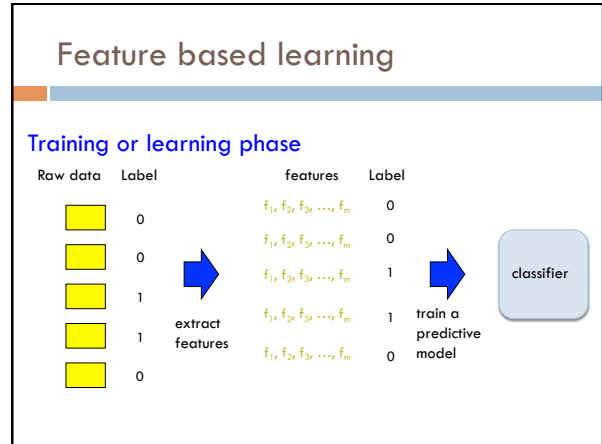 Feature based learning
Training or learning phase
Raw data Label features Label
f₁, f₂, f₃, …, fₘ 0
0
f₁, f₂, f₃, …, fₘ 0
0
f₁, f₂, f₃, …, fₘ 1 classifier
1
f₁, f₂, f₃, …, fₘ 1 train a
extract predictive
1 features model
f₁, f₂, f₃, …, fₘ 0
0